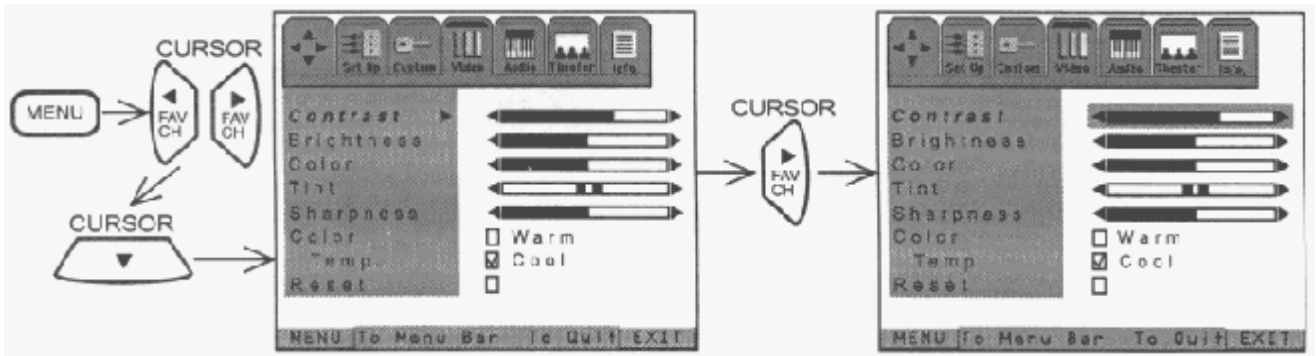 CURSOR
MENU
FAV
CH
FAV
CH
CURSOR
Set Up Custom Video Audio Theater Info
Contrast
Brightness
Color
Tint
Sharpness
Color
Temp
Reset
Warm
Cool
MENU To Menu Bar To Quit EXIT
CURSOR
FAV
CH
Set Up Custom Video Audio Theater Info
Contrast
Brightness
Color
Tint
Sharpness
Color
Temp
Reset
Warm
Cool
MENU To Menu Bar To Quit EXIT